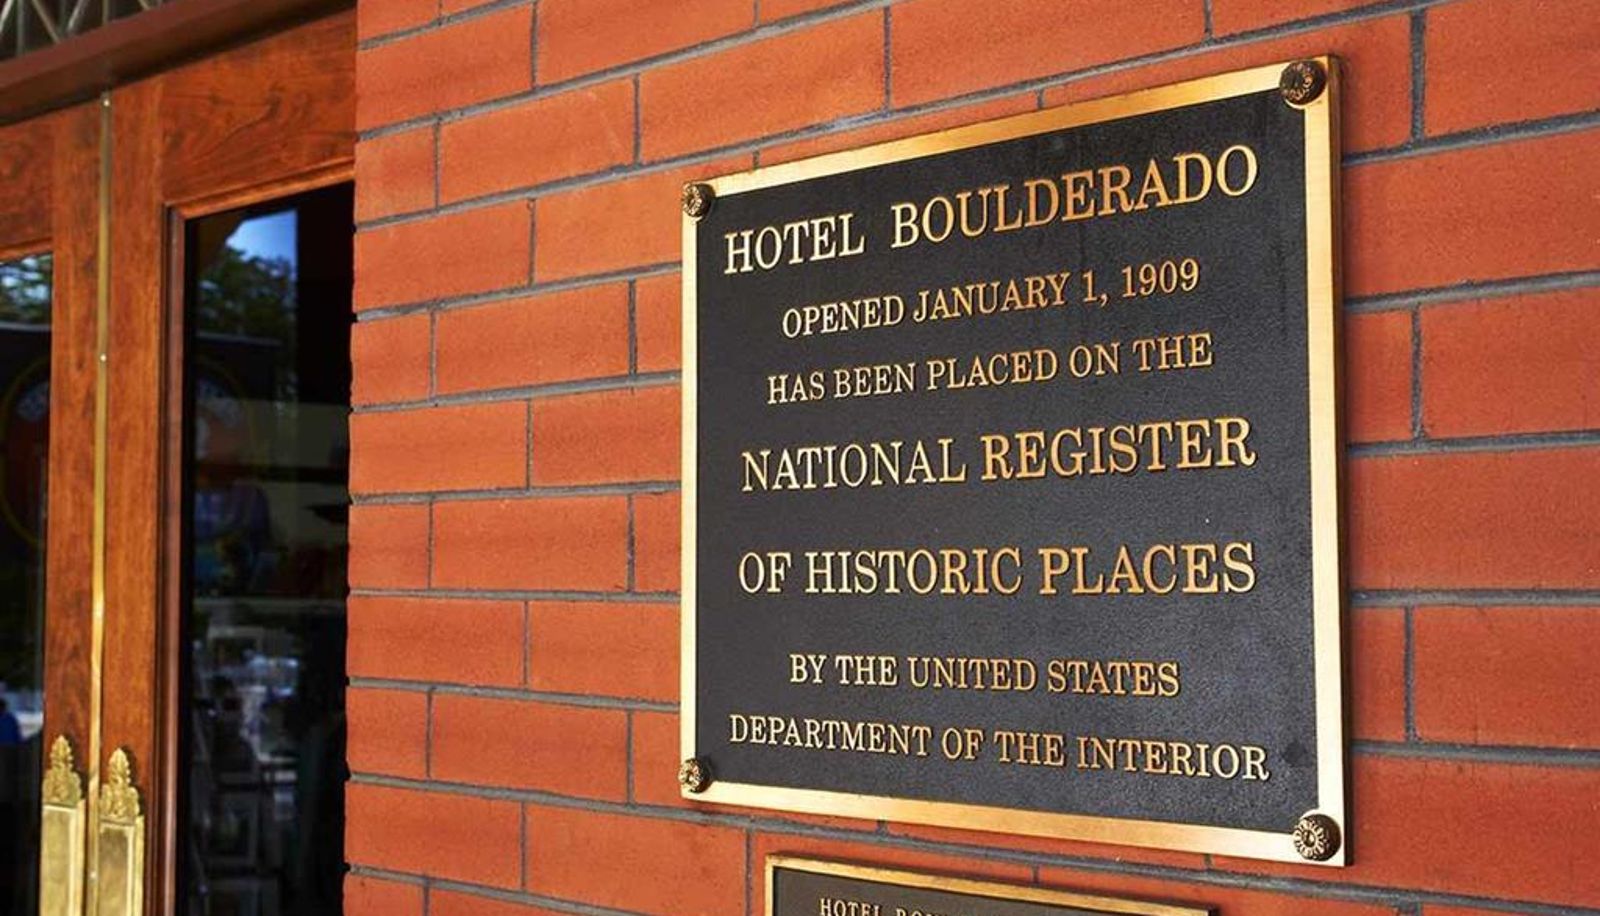 HOTEL BOULDERADO
OPENED JANUARY 1, 1909
HAS BEEN PLACED ON THE
NATIONAL REGISTER
OF HISTORIC PLACES
BY THE UNITED STATES
DEPARTMENT OF THE INTERIOR
HOTEL